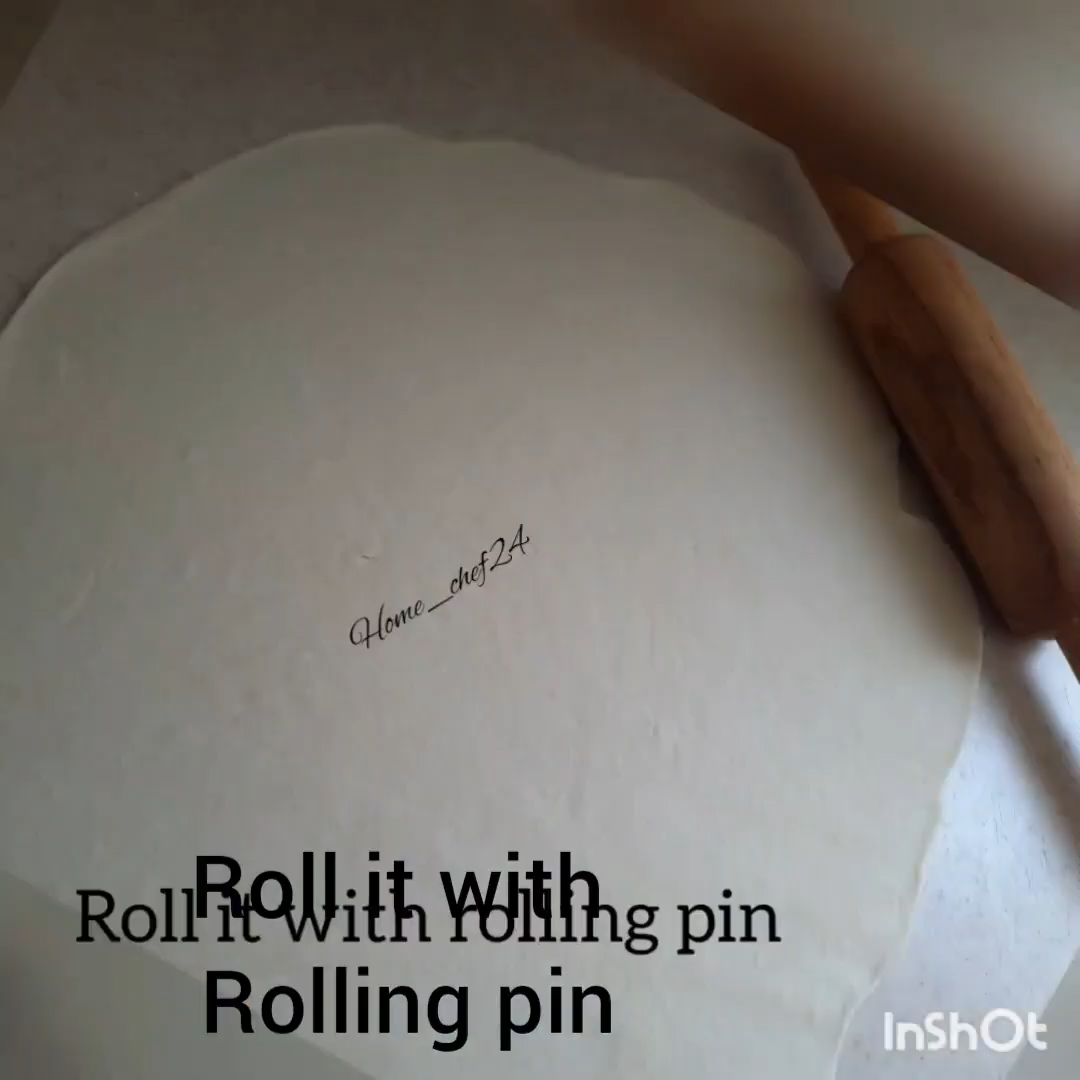 Home_chef24
Roll it with
Roll it with rolling pin
Rolling pin
InShOt